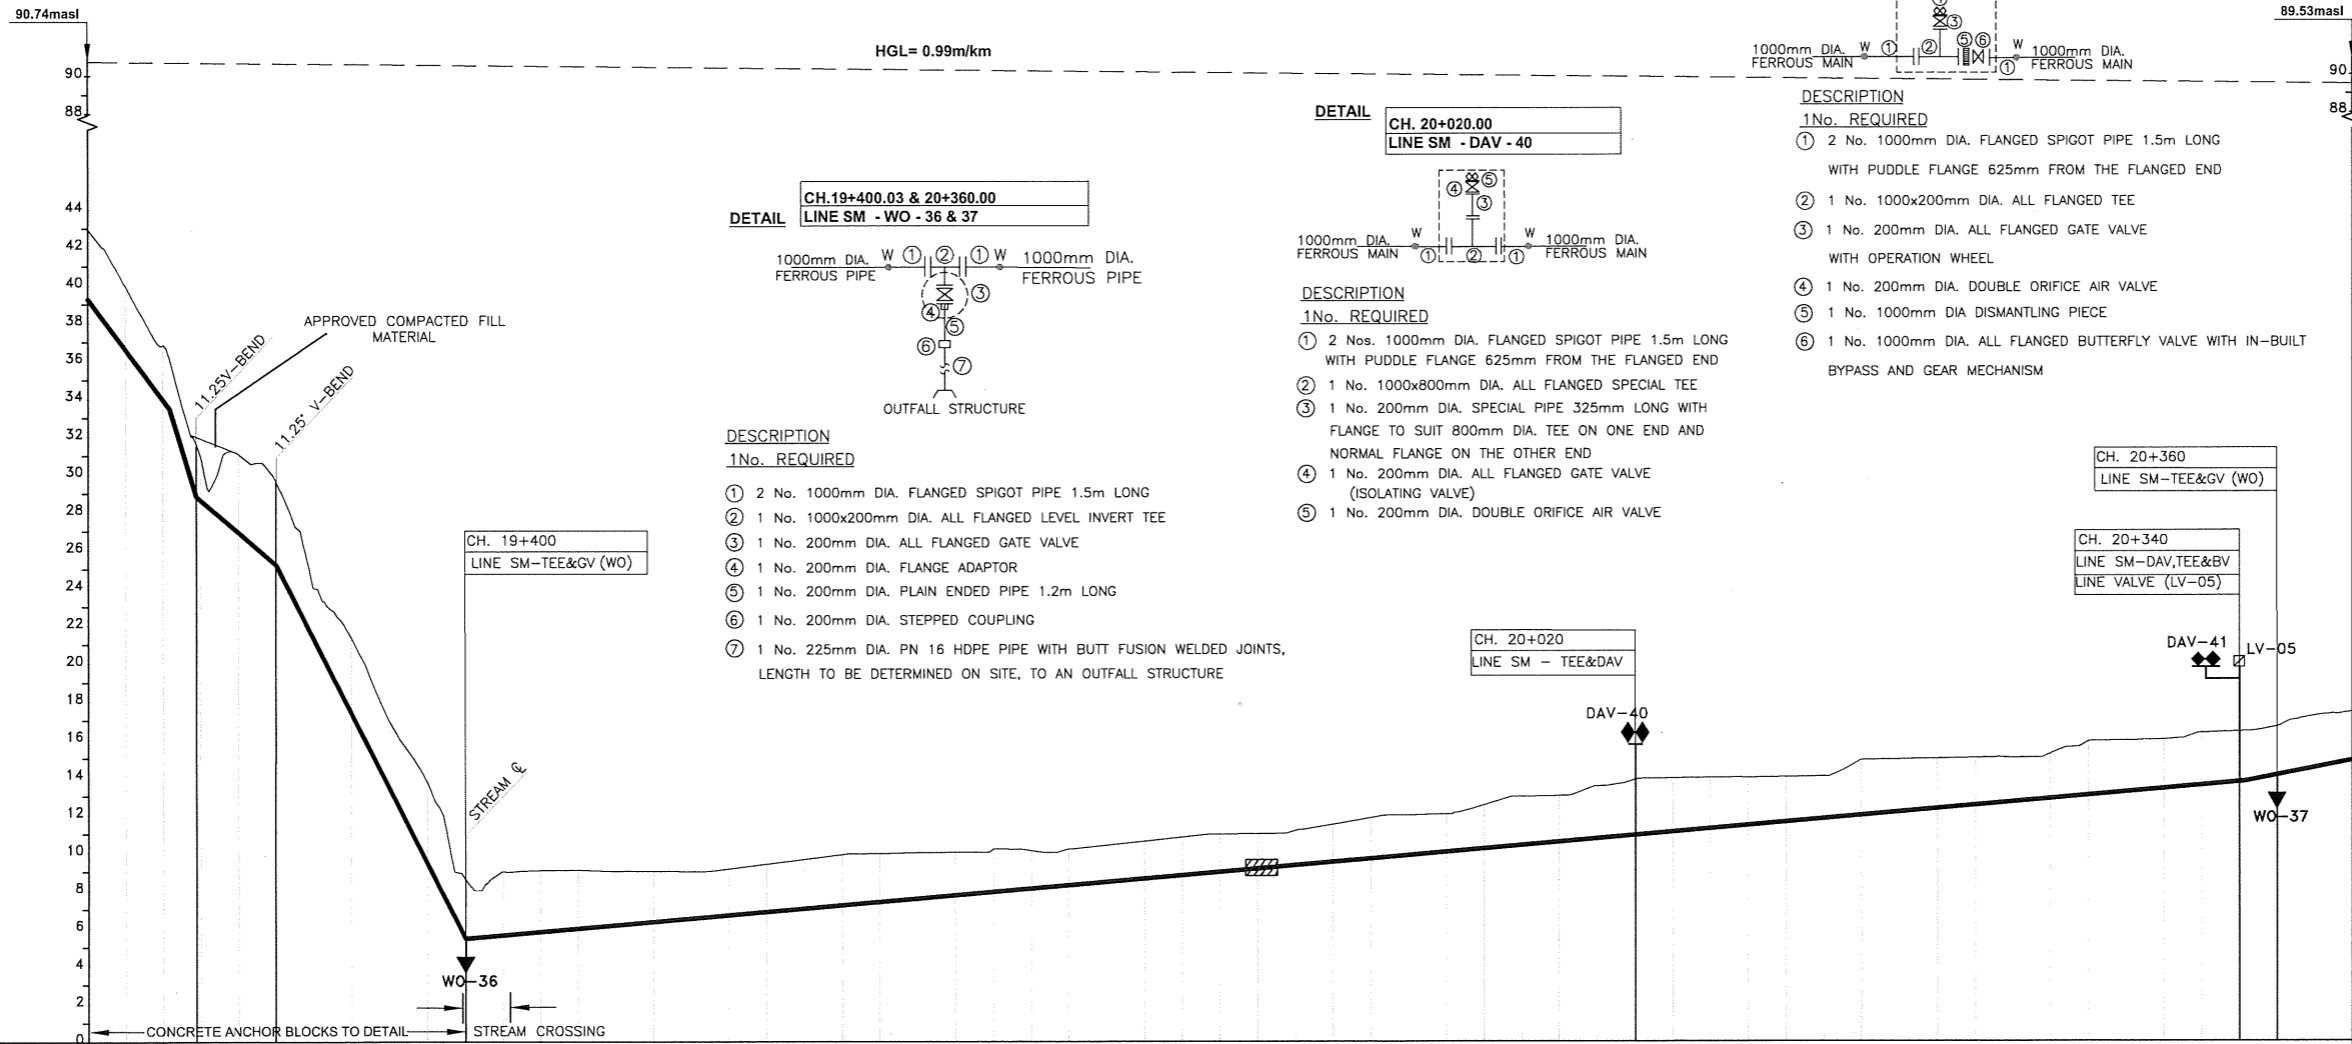 90.74masl
HGL= 0.99m/km
89.53masl
90
88
44
42
40
38
36
34
32
30
28
26
24
22
20
18
16
14
12
10
8
6
4
2
0
90
88
11.25V-BEND
11.25° V-BEND
APPROVED COMPACTED FILL
MATERIAL
CH. 19+400
LINE SM-TEE&GV (WO)
STREAM ℄
WO-36
CONCRETE ANCHOR BLOCKS TO DETAIL
STREAM CROSSING
DETAIL
CH.19+400.03 & 20+360.00
LINE SM - WO - 36 & 37
1000mm DIA.
FERROUS PIPE
W ① ② ① W
1000mm DIA.
FERROUS PIPE
③
④
⑤
⑥
⑦
OUTFALL STRUCTURE
DESCRIPTION
1No. REQUIRED
① 2 No. 1000mm DIA. FLANGED SPIGOT PIPE 1.5m LONG
② 1 No. 1000x200mm DIA. ALL FLANGED LEVEL INVERT TEE
③ 1 No. 200mm DIA. ALL FLANGED GATE VALVE
④ 1 No. 200mm DIA. FLANGE ADAPTOR
⑤ 1 No. 200mm DIA. PLAIN ENDED PIPE 1.2m LONG
⑥ 1 No. 200mm DIA. STEPPED COUPLING
⑦ 1 No. 225mm DIA. PN 16 HDPE PIPE WITH BUTT FUSION WELDED JOINTS,
LENGTH TO BE DETERMINED ON SITE, TO AN OUTFALL STRUCTURE
DETAIL
CH. 20+020.00
LINE SM - DAV - 40
④ ⑤
③
1000mm DIA.
FERROUS MAIN
W
① ② ①
W
1000mm DIA.
FERROUS MAIN
DESCRIPTION
1No. REQUIRED
① 2 Nos. 1000mm DIA. FLANGED SPIGOT PIPE 1.5m LONG
WITH PUDDLE FLANGE 625mm FROM THE FLANGED END
② 1 No. 1000x800mm DIA. ALL FLANGED SPECIAL TEE
③ 1 No. 200mm DIA. SPECIAL PIPE 325mm LONG WITH
FLANGE TO SUIT 800mm DIA. TEE ON ONE END AND
NORMAL FLANGE ON THE OTHER END
④ 1 No. 200mm DIA. ALL FLANGED GATE VALVE
(ISOLATING VALVE)
⑤ 1 No. 200mm DIA. DOUBLE ORIFICE AIR VALVE
③
1000mm DIA.
FERROUS MAIN
W ① ② ⑤ ⑥ W
①
1000mm DIA.
FERROUS MAIN
DESCRIPTION
1No. REQUIRED
① 2 No. 1000mm DIA. FLANGED SPIGOT PIPE 1.5m LONG
WITH PUDDLE FLANGE 625mm FROM THE FLANGED END
② 1 No. 1000x200mm DIA. ALL FLANGED TEE
③ 1 No. 200mm DIA. ALL FLANGED GATE VALVE
WITH OPERATION WHEEL
④ 1 No. 200mm DIA. DOUBLE ORIFICE AIR VALVE
⑤ 1 No. 1000mm DIA DISMANTLING PIECE
⑥ 1 No. 1000mm DIA. ALL FLANGED BUTTERFLY VALVE WITH IN-BUILT
BYPASS AND GEAR MECHANISM
CH. 20+020
LINE SM - TEE&DAV
DAV-40
CH. 20+360
LINE SM-TEE&GV (WO)
CH. 20+340
LINE SM-DAV,TEE&BV
LINE VALVE (LV-05)
DAV-41
LV-05
WO-37